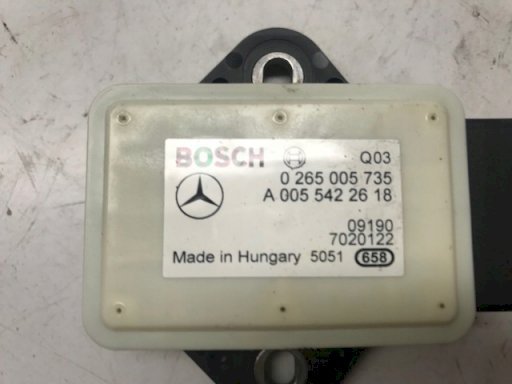 BOSCH Q03
0 265 005 735
A 005 542 26 18
09190
7020122
Made in Hungary 5051 658